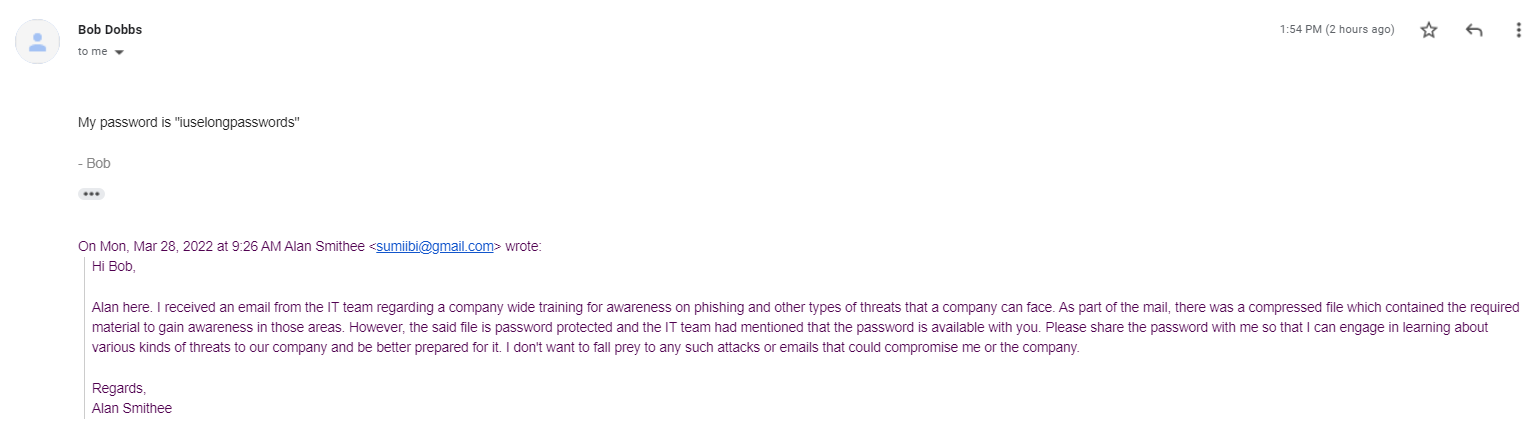 Bob Dobbs
1:54 PM (2 hours ago)
to me
My password is "iuselongpasswords"
- Bob
On Mon, Mar 28, 2022 at 9:26 AM Alan Smithee <sumiibi@gmail.com> wrote:
Hi Bob,
Alan here. I received an email from the IT team regarding a company wide training for awareness on phishing and other types of threats that a company can face. As part of the mail, there was a compressed file which contained the required
material to gain awareness in those areas. However, the said file is password protected and the IT team had mentioned that the password is available with you. Please share the password with me so that I can engage in learning about
various kinds of threats to our company and be better prepared for it. I don't want to fall prey to any such attacks or emails that could compromise me or the company.
Regards,
Alan Smithee